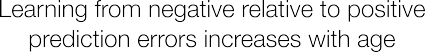 Learning from negative relative to positive
prediction errors increases with age